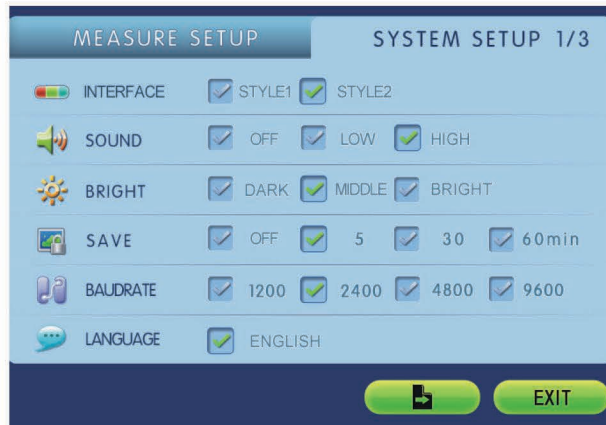 MEASURE SETUP SYSTEM SETUP 1/3
INTERFACE STYLE1 STYLE2
SOUND OFF LOW HIGH
BRIGHT DARK MIDDLE BRIGHT
SAVE OFF 5 30 60min
BAUDRATE 1200 2400 4800 9600
LANGUAGE ENGLISH
EXIT